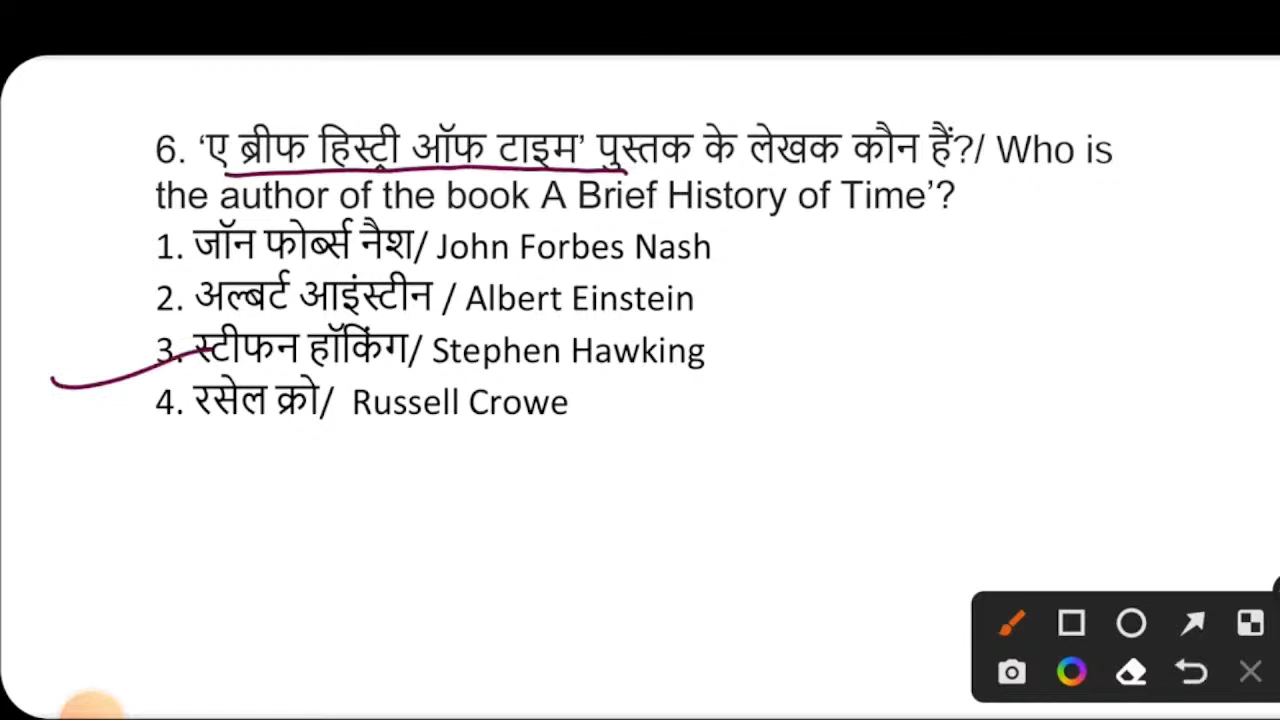 6. ‘ए ब्रीफ हिस्ट्री ऑफ टाइम’ पुस्तक के लेखक कौन हैं?/ Who is
the author of the book A Brief History of Time’?
1. जॉन फोर्ब्स नैश/ John Forbes Nash
2. अल्बर्ट आइंस्टीन / Albert Einstein
3. स्टीफन हॉकिंग/ Stephen Hawking
4. रसेल क्रो/ Russell Crowe